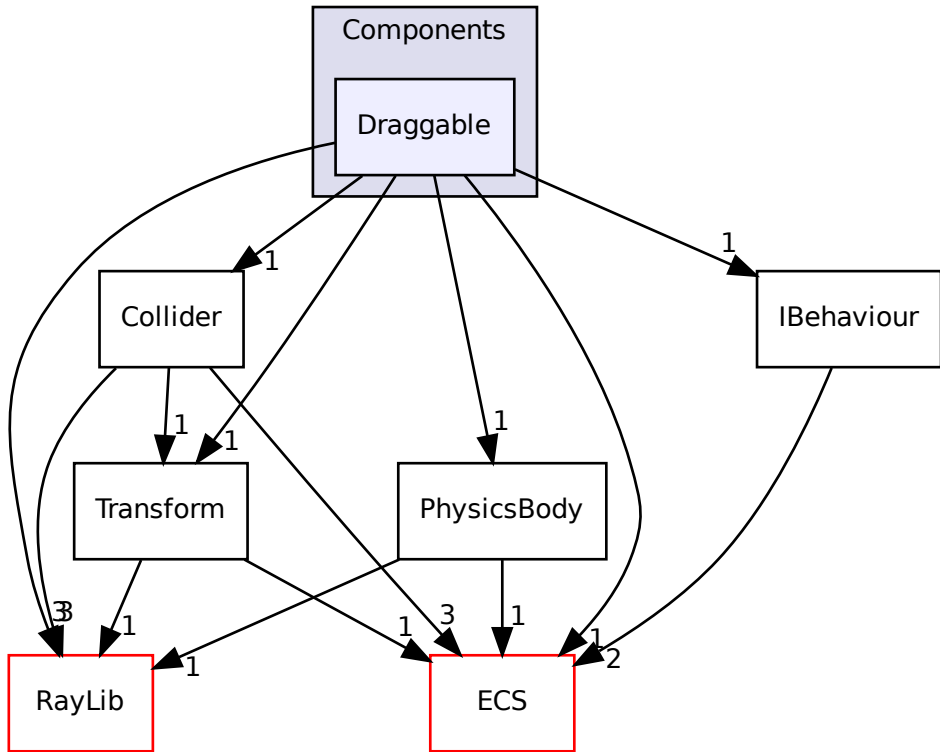 Components
Draggable
1
1
Collider
IBehaviour
1
1
1
Transform
PhysicsBody
3
3
1
1
3
1
1
1
2
RayLib
ECS